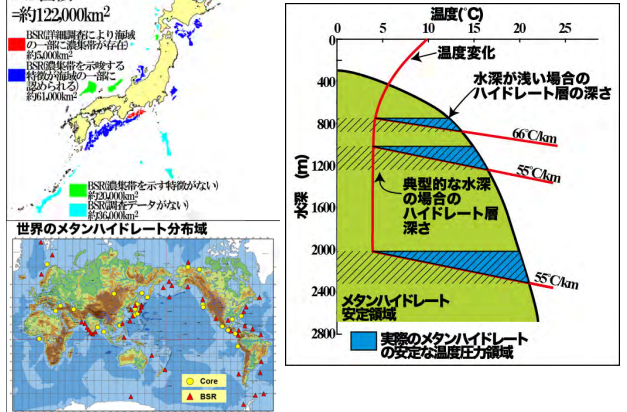 =約122,000km²
BSR(詳細調査により海域
の一部に濃集帯が存在)
約5,000km²
BSR(濃集帯を示唆する
特徴が海域の一部に
認められる)
約61,000km²
BSR(濃集帯を示す特徴がない)
約20,000km²
BSR(調査データがない)
約36,000km²
世界のメタンハイドレート分布域
Core
BSR
温度(℃)
0 5 10 15 20 25
0
400
800
1200
1600
2000
2400
2800
水深 (m)
温度変化
水深が浅い場合の
ハイドレート層の深さ
66℃/km
55℃/km
典型的な水深
の場合の
ハイドレート層
深さ
55℃/km
メタンハイドレート
安定領域
実際のメタンハイドレート
の安定な温度圧力領域